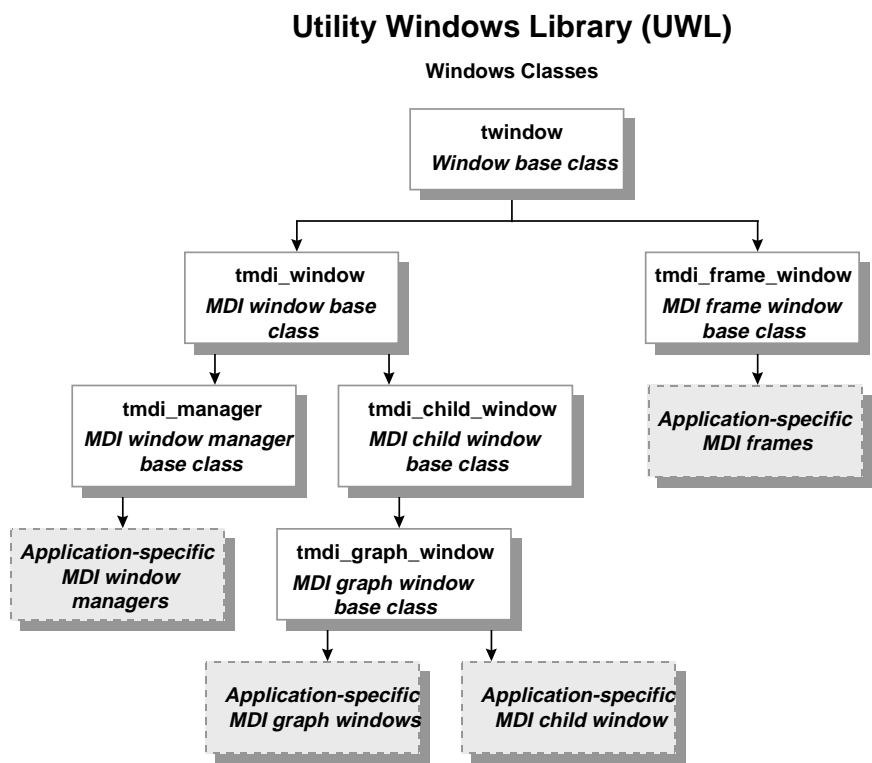 Utility Windows Library (UWL)
Windows Classes
twindow
Window base class
tmdi_window
MDI window base
class
tmdi_frame_window
MDI frame window
base class
tmdi_manager
MDI window manager
base class
tmdi_child_window
MDI child window
base class
Application-specific
MDI frames
Application-specific
MDI window
managers
tmdi_graph_window
MDI graph window
base class
Application-specific
MDI graph windows
Application-specific
MDI child window